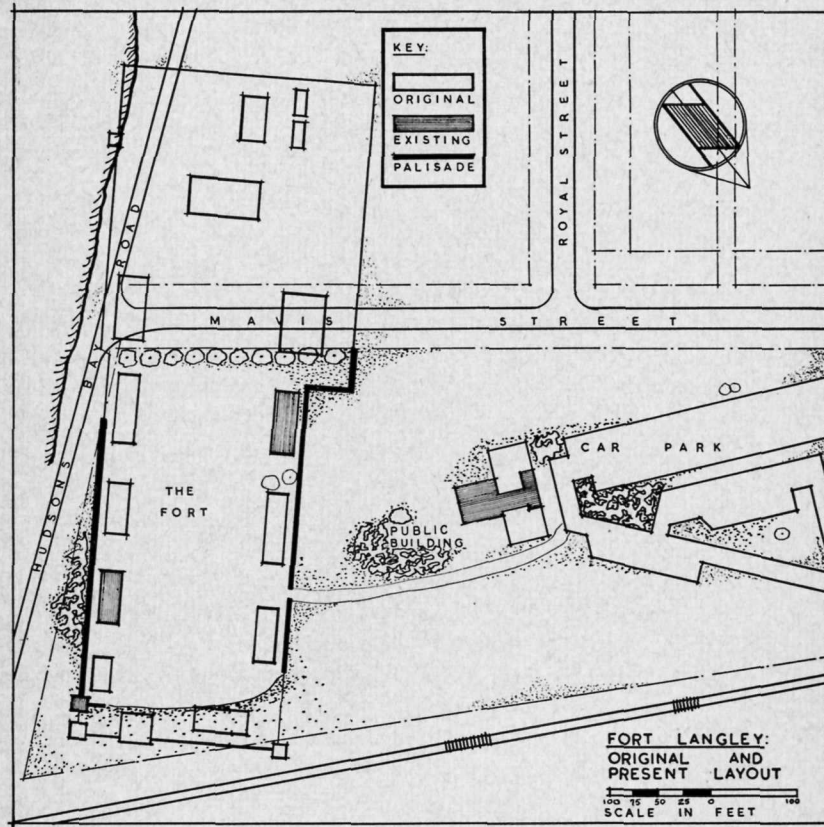 KEY:
ORIGINAL
EXISTING
PALISADE
ROYAL STREET
HUDSONS BAY ROAD
MAVIS STREET
THE
FORT
CAR PARK
PUBLIC
BUILDING
FORT LANGLEY:
ORIGINAL AND
PRESENT LAYOUT
100 75 50 25 0 100
SCALE IN FEET